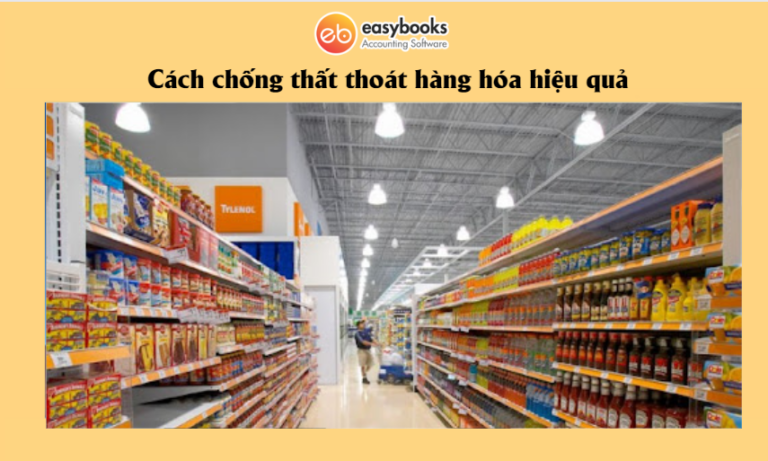 eb easybooks
Accounting Software
Cách chống thất thoát hàng hóa hiệu quả
TYLENOL